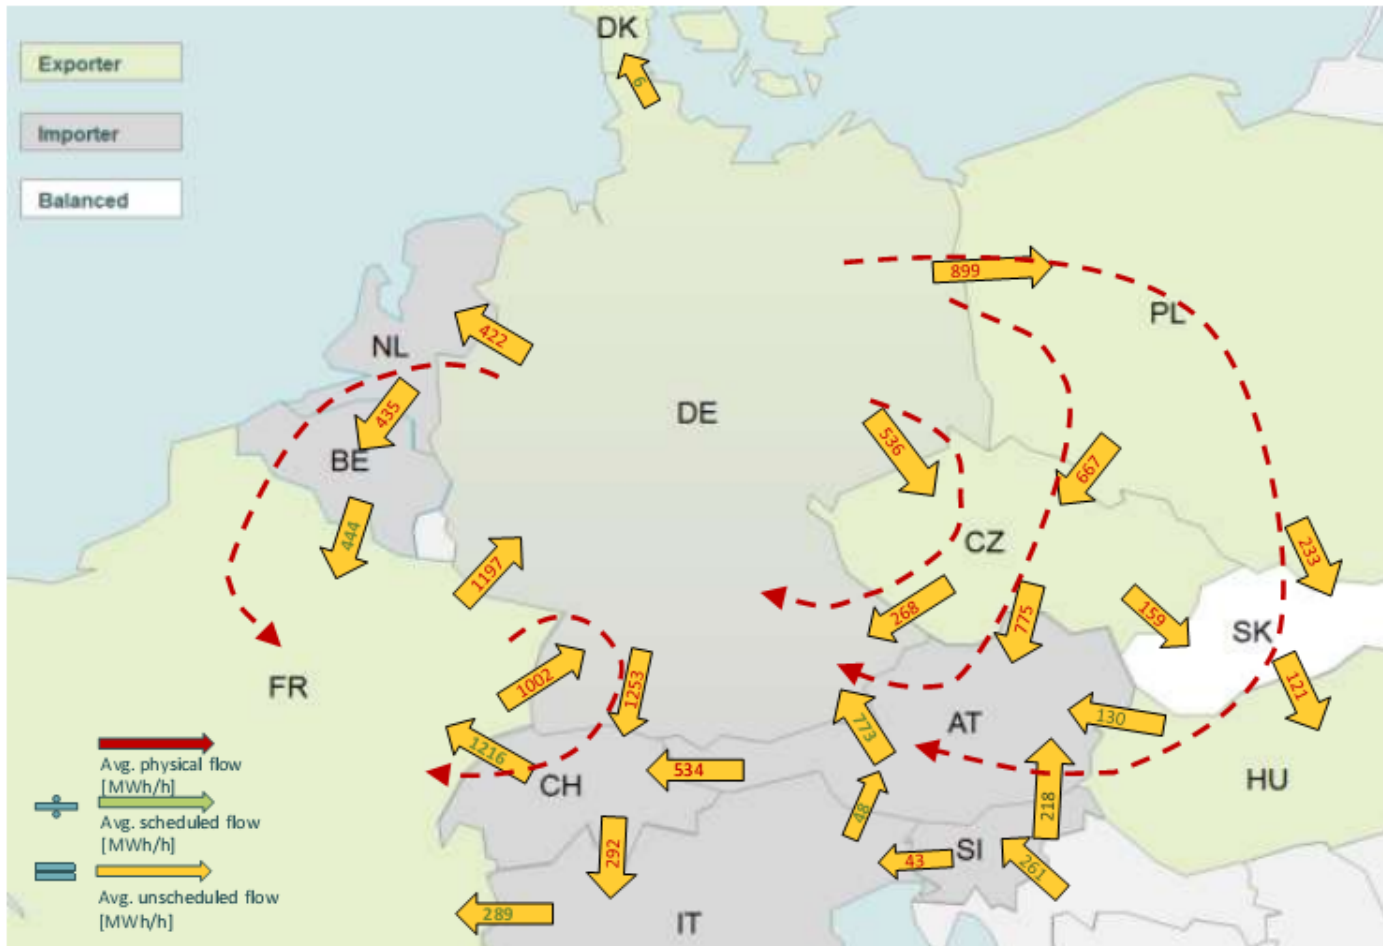 DK
Exporter
6
Importer
Balanced
899
PL
422
NL
DE
435
536
BE
667
444
CZ
233
1197
268
775
159
SK
FR
1002
1253
121
AT
130
773
1216
534
CH
HU
218
48
292
43
SI
261
289
IT
Avg. physical flow
[MWh/h]
Avg. scheduled flow
[MWh/h]
Avg. unscheduled flow
[MWh/h]